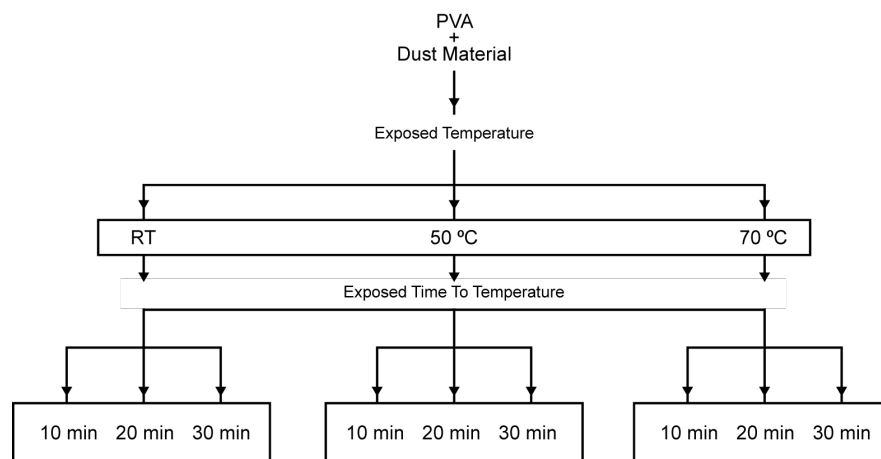 PVA
+
Dust Material
Exposed Temperature
RT 50 ºC 70 ºC
Exposed Time To Temperature
10 min 20 min 30 min 10 min 20 min 30 min 10 min 20 min 30 min